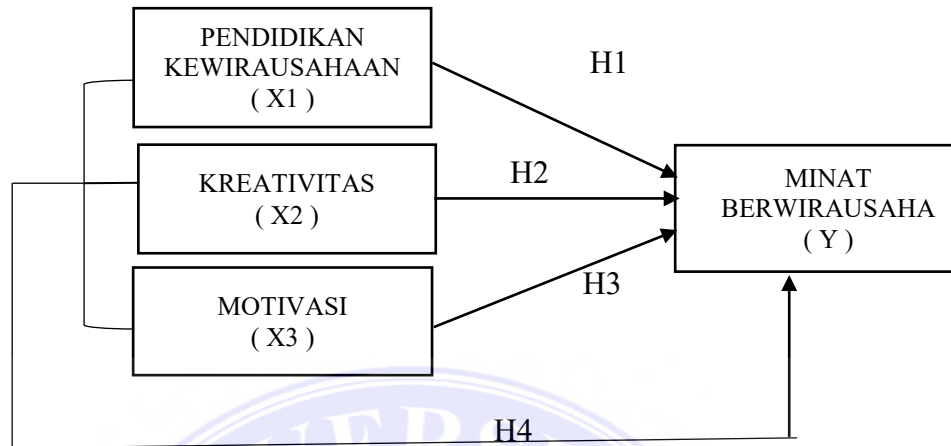 PENDIDIKAN
KEWIRAUSAHAAN
( X1 )
H1
KREATIVITAS
( X2 )
H2
MINAT
BERWIRAUSAHA
( Y )
MOTIVASI
( X3 )
H3
H4